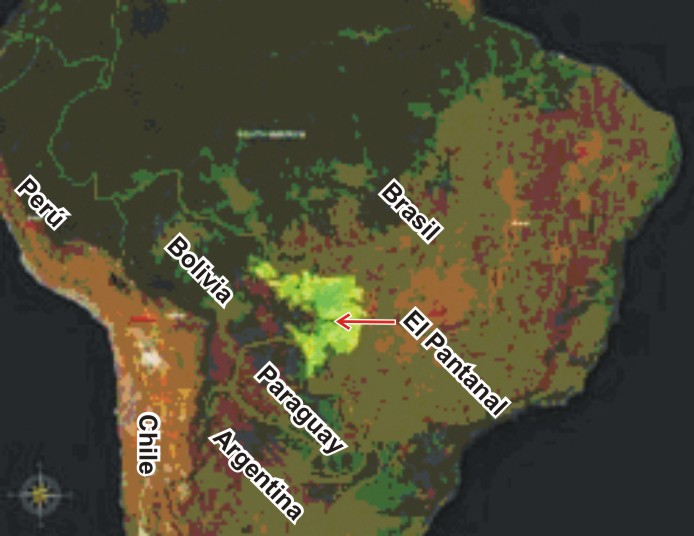 Perú
Brasil
Bolivia
El Pantanal
Paraguay
Chile
Argentina